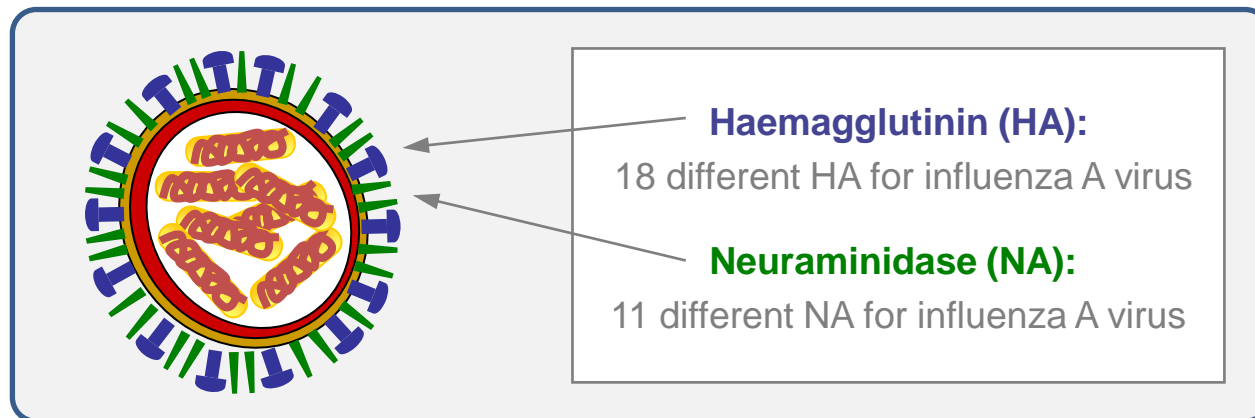 Haemagglutinin (HA):
18 different HA for influenza A virus
Neuraminidase (NA):
11 different NA for influenza A virus